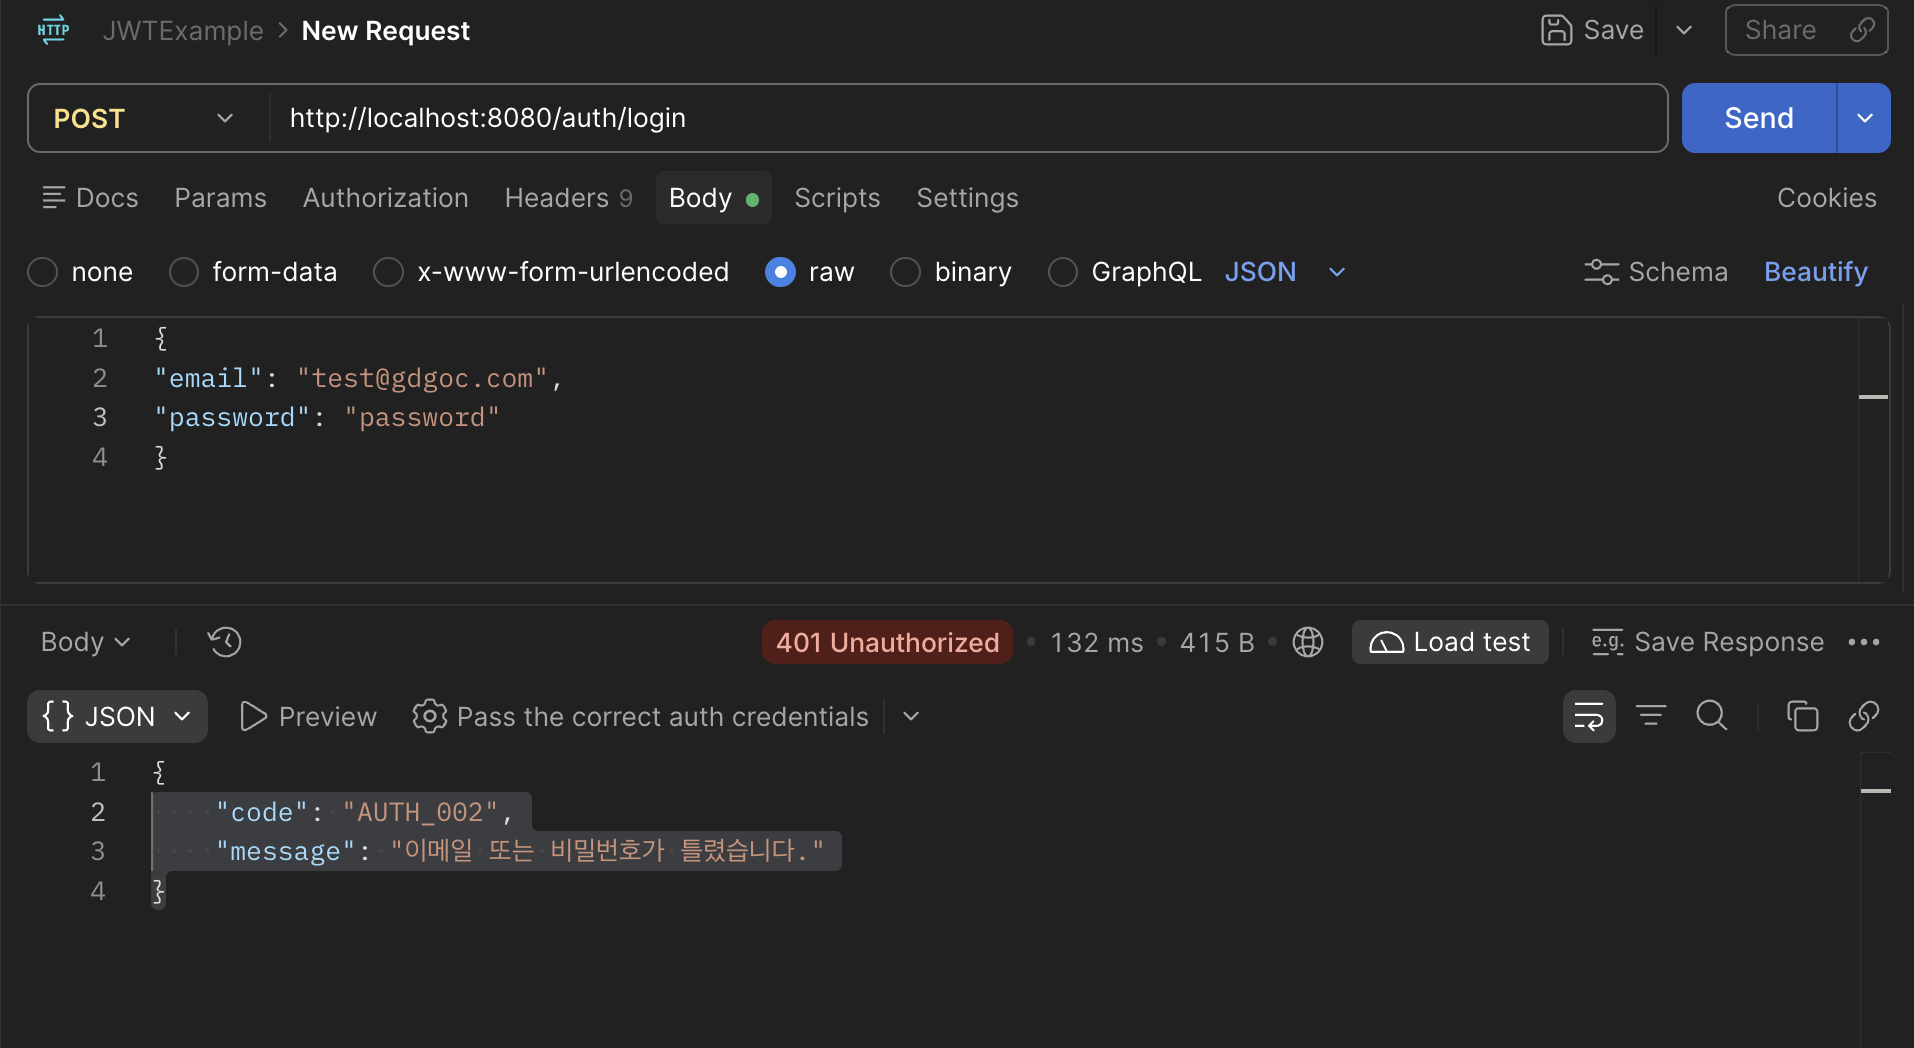 HTTP JWTExample > New Request Save Share
POST http://localhost:8080/auth/login Send
Docs Params Authorization Headers 9 Body Scripts Settings Cookies
none form-data x-www-form-urlencoded raw binary GraphQL JSON Schema Beautify
1 {
2 "email": "test@gdgoc.com",
3 "password": "password"
4 }
Body 401 Unauthorized • 132 ms • 415 B • Load test e.g. Save Response
{} JSON Preview Pass the correct auth credentials
1 {
2 "code": "AUTH_002",
3 "message": "이메일 또는 비밀번호가 틀렸습니다."
4 }